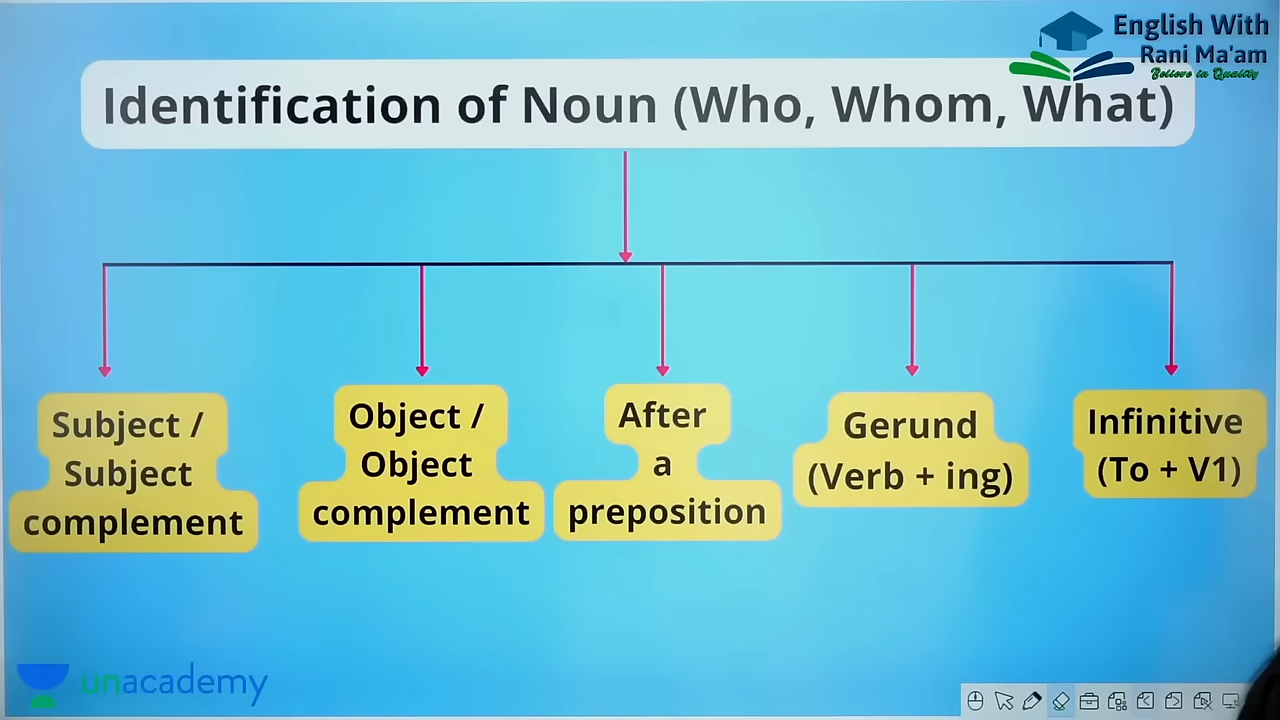 English With
Rani Ma'am
Believe in Quality
Identification of Noun (Who, Whom, What)
Subject /
Subject
complement
Object /
Object
complement
After
a
preposition
Gerund
(Verb + ing)
Infinitive
(To + V1)
unacademy